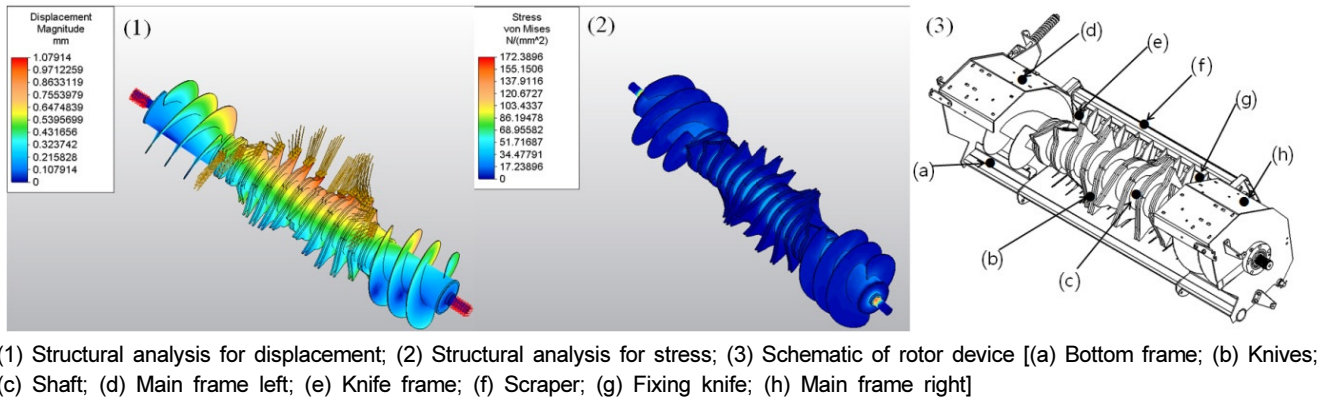 Displacement
Magnitude
mm
1.07914
0.9712259
0.8633119
0.7553979
0.6474839
0.5395699
0.431656
0.323742
0.215828
0.107914
0
(1)
Stress
von Mises
N/(mm^2)
172.3896
155.1506
137.9116
120.6727
103.4337
86.19478
68.95582
51.71687
34.47791
17.23896
0
(2)
(3)
(d)
(e)
(f)
(g)
(h)
(a)
(b)
(c)
(1) Structural analysis for displacement; (2) Structural analysis for stress; (3) Schematic of rotor device [(a) Bottom frame; (b) Knives;
(c) Shaft; (d) Main frame left; (e) Knife frame; (f) Scraper; (g) Fixing knife; (h) Main frame right]